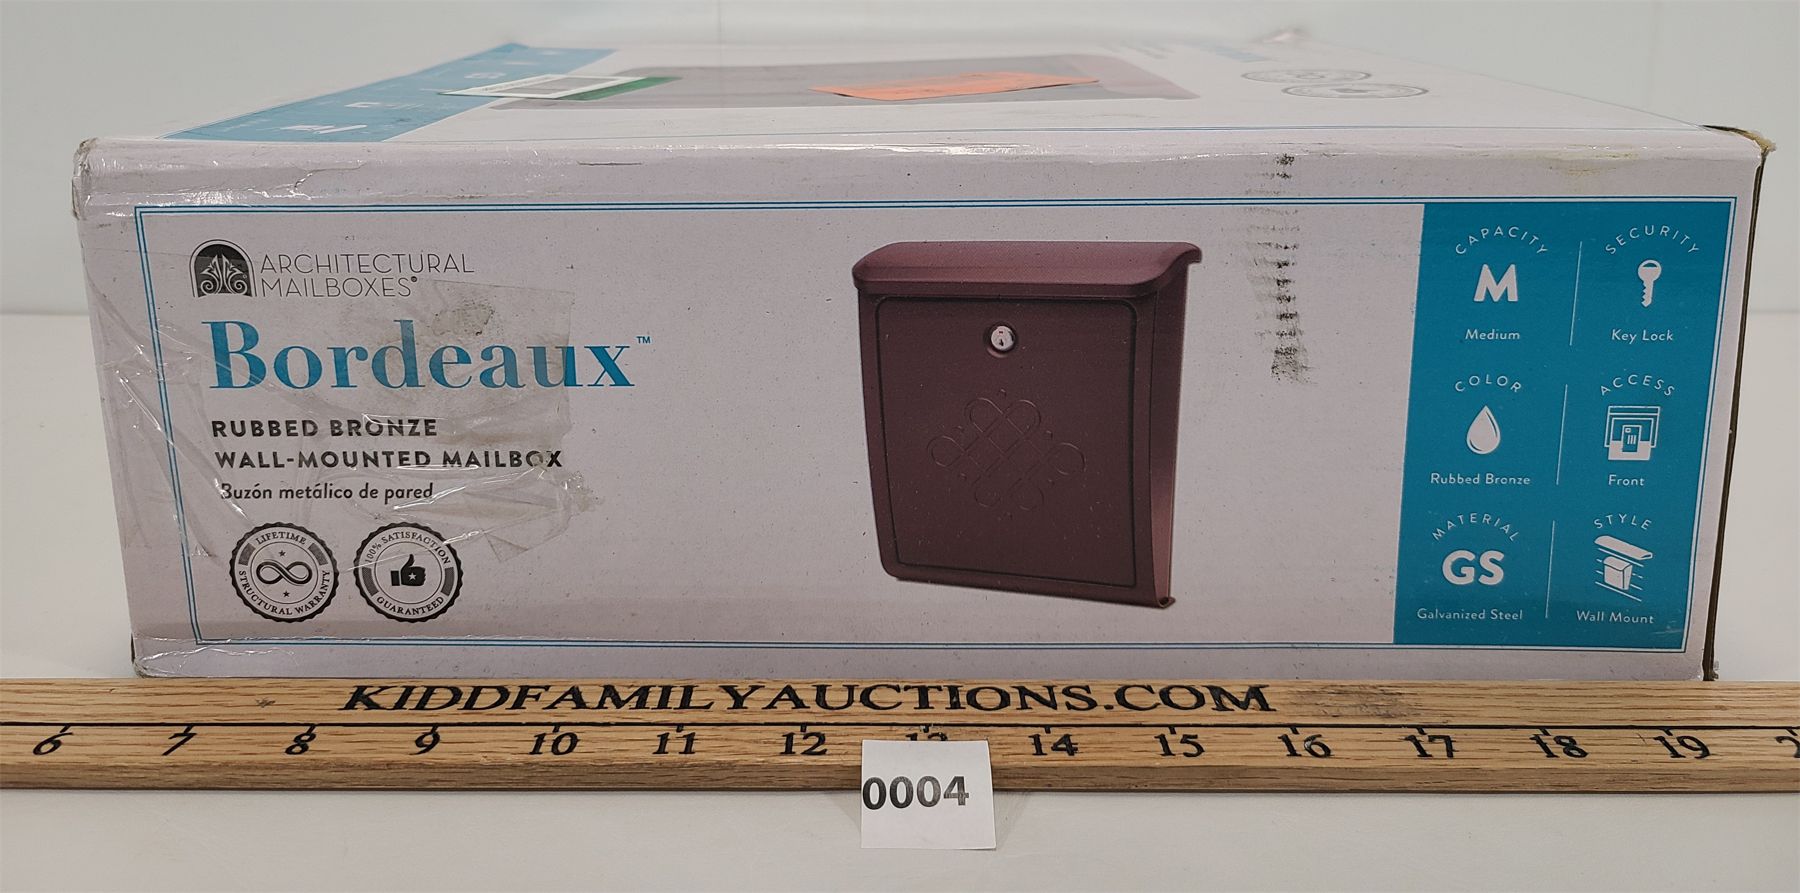 ARCHITECTURAL
MAILBOXES®
Bordeaux™
RUBBED BRONZE
WALL-MOUNTED MAILBOX
Buzón metálico de pared
LIFETIME
STRUCTURAL WARRANTY
100% SATISFACTION
GUARANTEED
CAPACITY
M
Medium
SECURITY
Key Lock
COLOR
Rubbed Bronze
ACCESS
Front
MATERIAL
GS
Galvanized Steel
STYLE
Wall Mount
KIDDFAMILYAUCTIONS.COM
6 7 8 9 10 11 12 13 14 15 16 17 18 19
0004